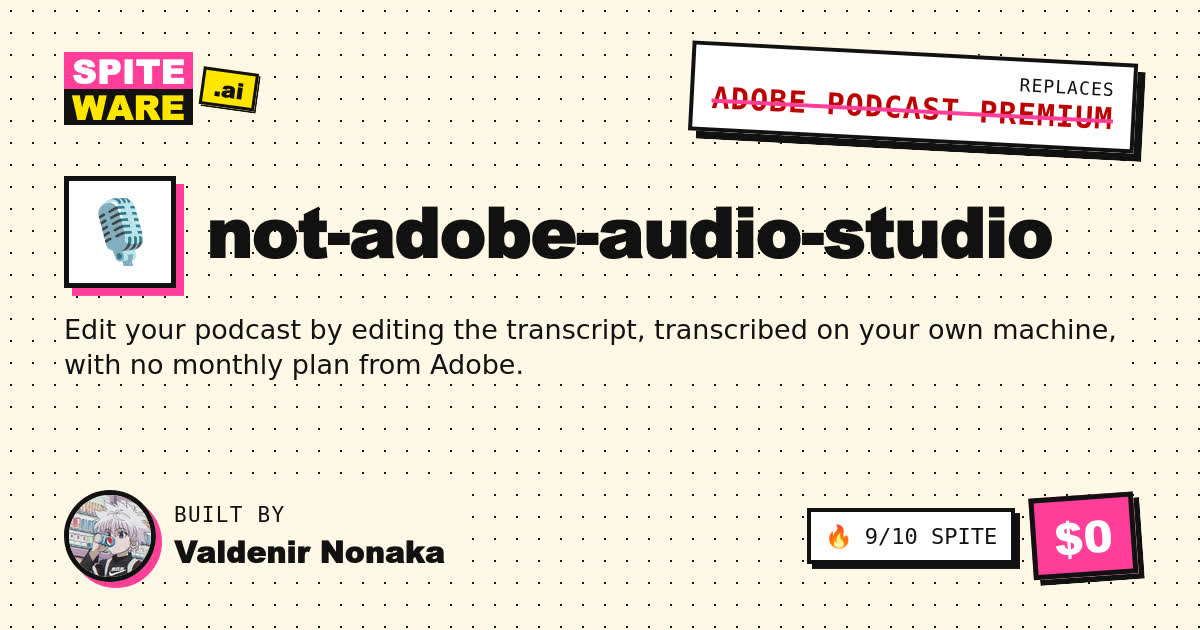 SPITE
WARE
.ai
REPLACES
ADOBE PODCAST PREMIUM
not-adobe-audio-studio
Edit your podcast by editing the transcript, transcribed on your own machine,
with no monthly plan from Adobe.
BUILT BY
Valdenir Nonaka
9/10 SPITE
$0